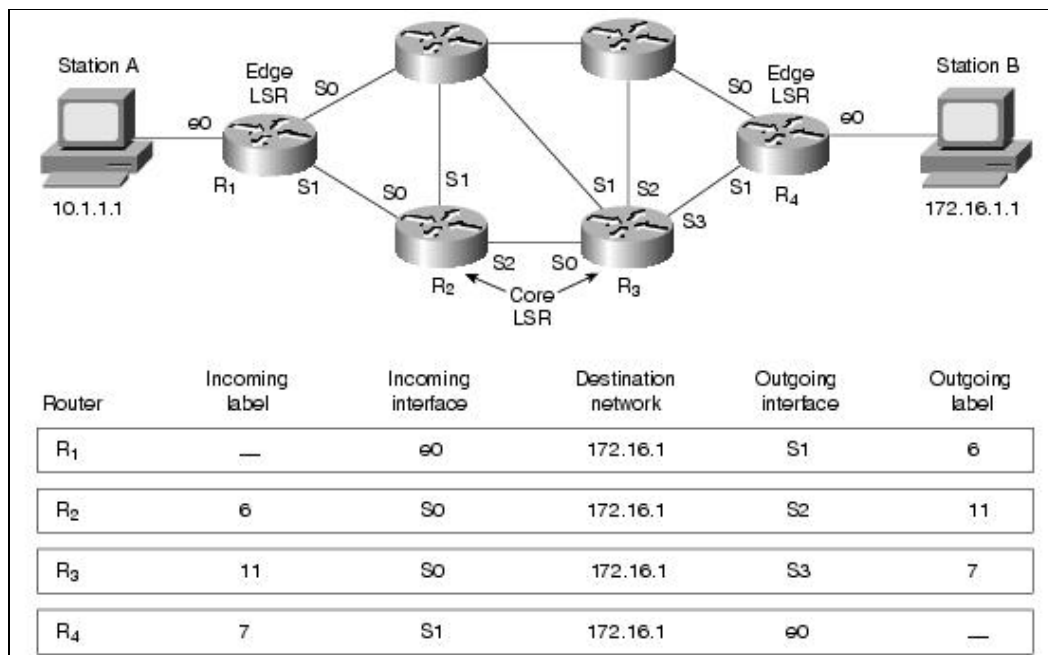 Station A
Edge
LSR
S0
e0
R1
S1
10.1.1.1
S0
S1
R2
S2
S0
Core
LSR
R3
S1
S2
S3
Edge
LSR
S0
e0
S1
R4
Station B
172.16.1.1
Router Incoming label Incoming interface Destination network Outgoing interface Outgoing label
R1 — e0 172.16.1 S1 6
R2 6 S0 172.16.1 S2 11
R3 11 S0 172.16.1 S3 7
R4 7 S1 172.16.1 e0 —